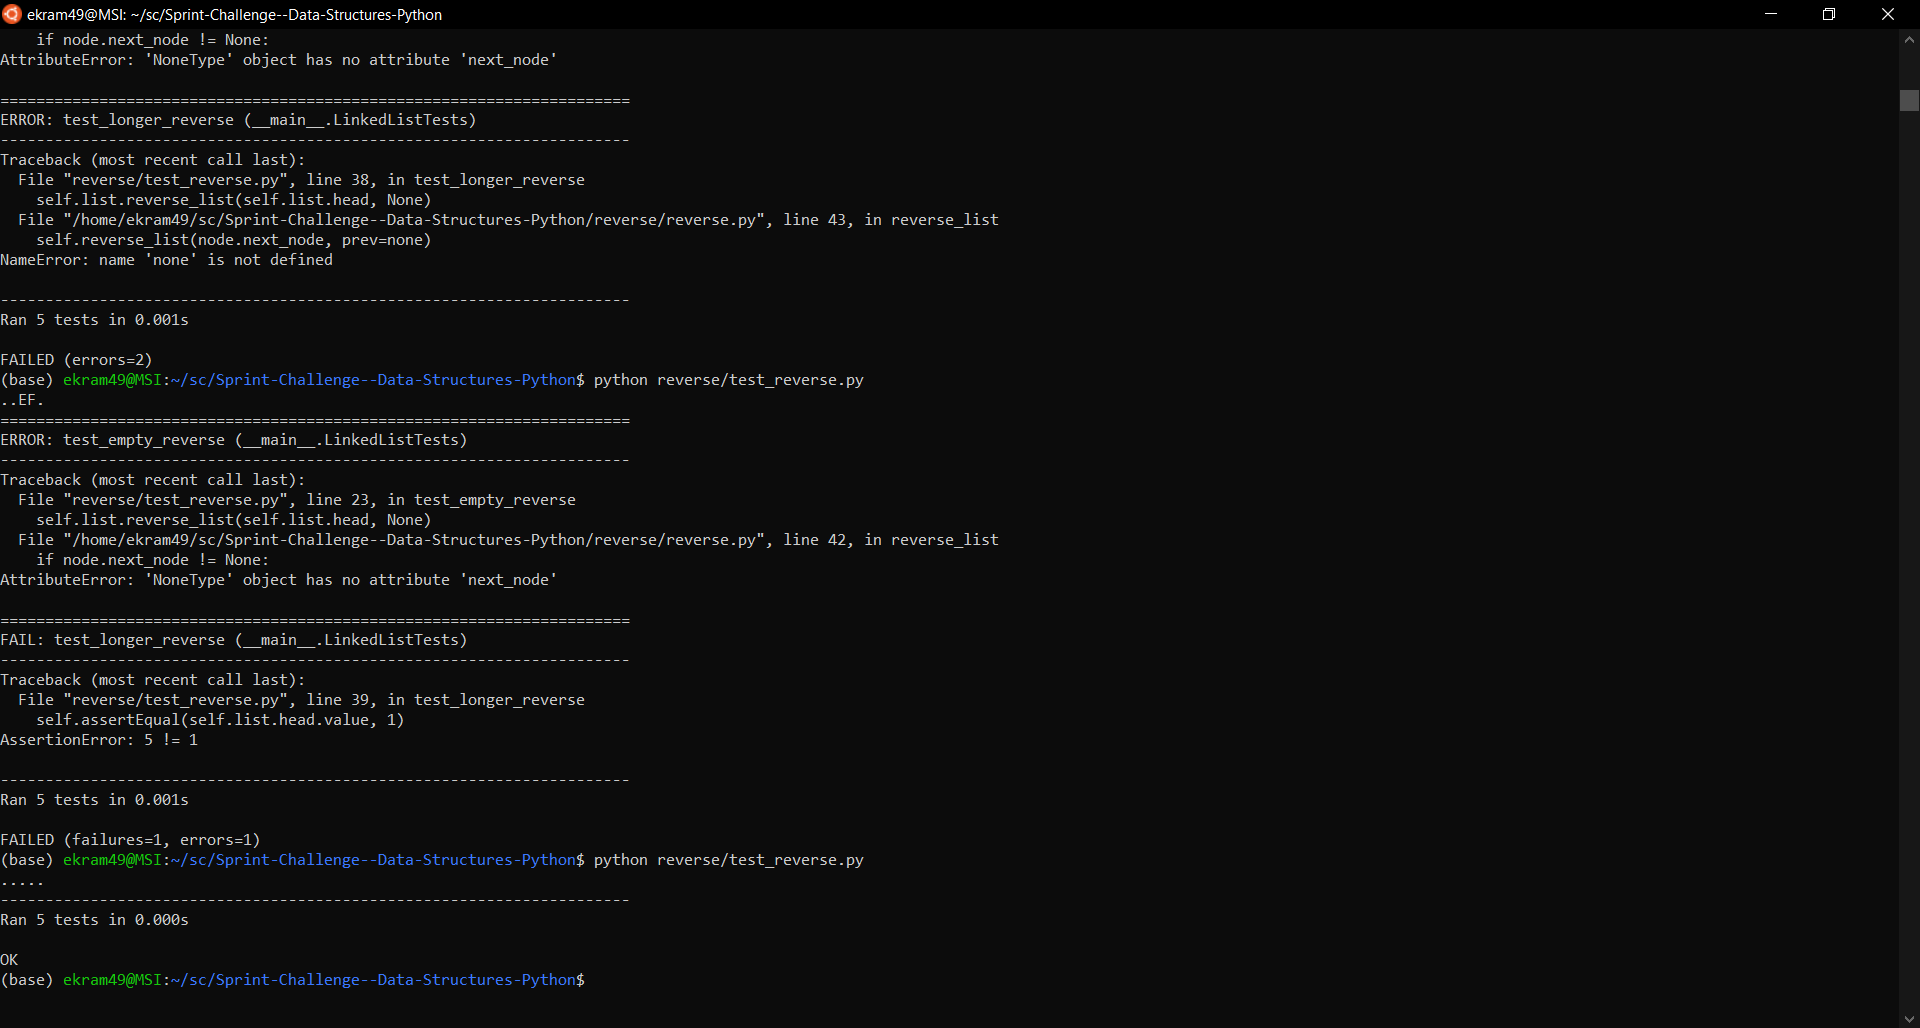 ekram49@MSI: ~/sc/Sprint-Challenge--Data-Structures-Python
    if node.next_node != None:
AttributeError: 'NoneType' object has no attribute 'next_node'
======================================================================
ERROR: test_longer_reverse (__main__.LinkedListTests)
----------------------------------------------------------------------
Traceback (most recent call last):
  File "reverse/test_reverse.py", line 38, in test_longer_reverse
    self.list.reverse_list(self.list.head, None)
  File "/home/ekram49/sc/Sprint-Challenge--Data-Structures-Python/reverse/reverse.py", line 43, in reverse_list
    self.reverse_list(node.next_node, prev=none)
NameError: name 'none' is not defined
----------------------------------------------------------------------
Ran 5 tests in 0.001s
FAILED (errors=2)
(base) ekram49@MSI:~/sc/Sprint-Challenge--Data-Structures-Python$ python reverse/test_reverse.py
..EF.
======================================================================
ERROR: test_empty_reverse (__main__.LinkedListTests)
----------------------------------------------------------------------
Traceback (most recent call last):
  File "reverse/test_reverse.py", line 23, in test_empty_reverse
    self.list.reverse_list(self.list.head, None)
  File "/home/ekram49/sc/Sprint-Challenge--Data-Structures-Python/reverse/reverse.py", line 42, in reverse_list
    if node.next_node != None:
AttributeError: 'NoneType' object has no attribute 'next_node'
======================================================================
FAIL: test_longer_reverse (__main__.LinkedListTests)
----------------------------------------------------------------------
Traceback (most recent call last):
  File "reverse/test_reverse.py", line 39, in test_longer_reverse
    self.assertEqual(self.list.head.value, 1)
AssertionError: 5 != 1
----------------------------------------------------------------------
Ran 5 tests in 0.001s
FAILED (failures=1, errors=1)
(base) ekram49@MSI:~/sc/Sprint-Challenge--Data-Structures-Python$ python reverse/test_reverse.py
.....
----------------------------------------------------------------------
Ran 5 tests in 0.000s
OK
(base) ekram49@MSI:~/sc/Sprint-Challenge--Data-Structures-Python$